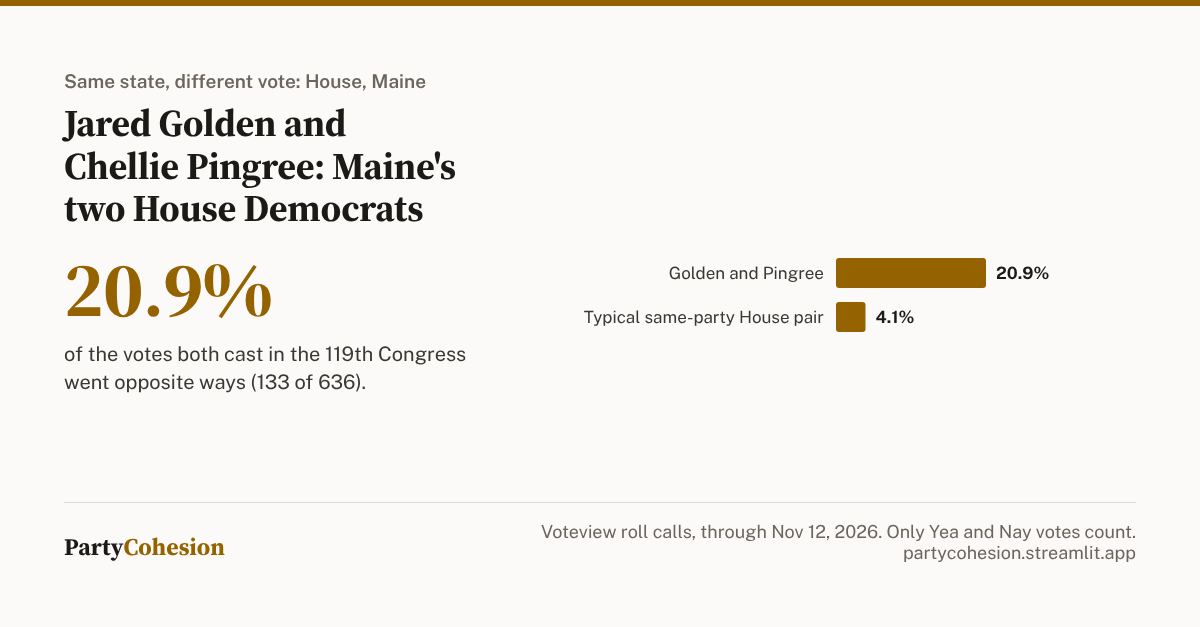 Same state, different vote: House, Maine
Jared Golden and
Chellie Pingree: Maine's
two House Democrats
20.9%
of the votes both cast in the 119th Congress
went opposite ways (133 of 636).
Golden and Pingree 20.9%
Typical same-party House pair 4.1%
PartyCohesion
Voteview roll calls, through Nov 12, 2026. Only Yea and Nay votes count.
partycohesion.streamlit.app